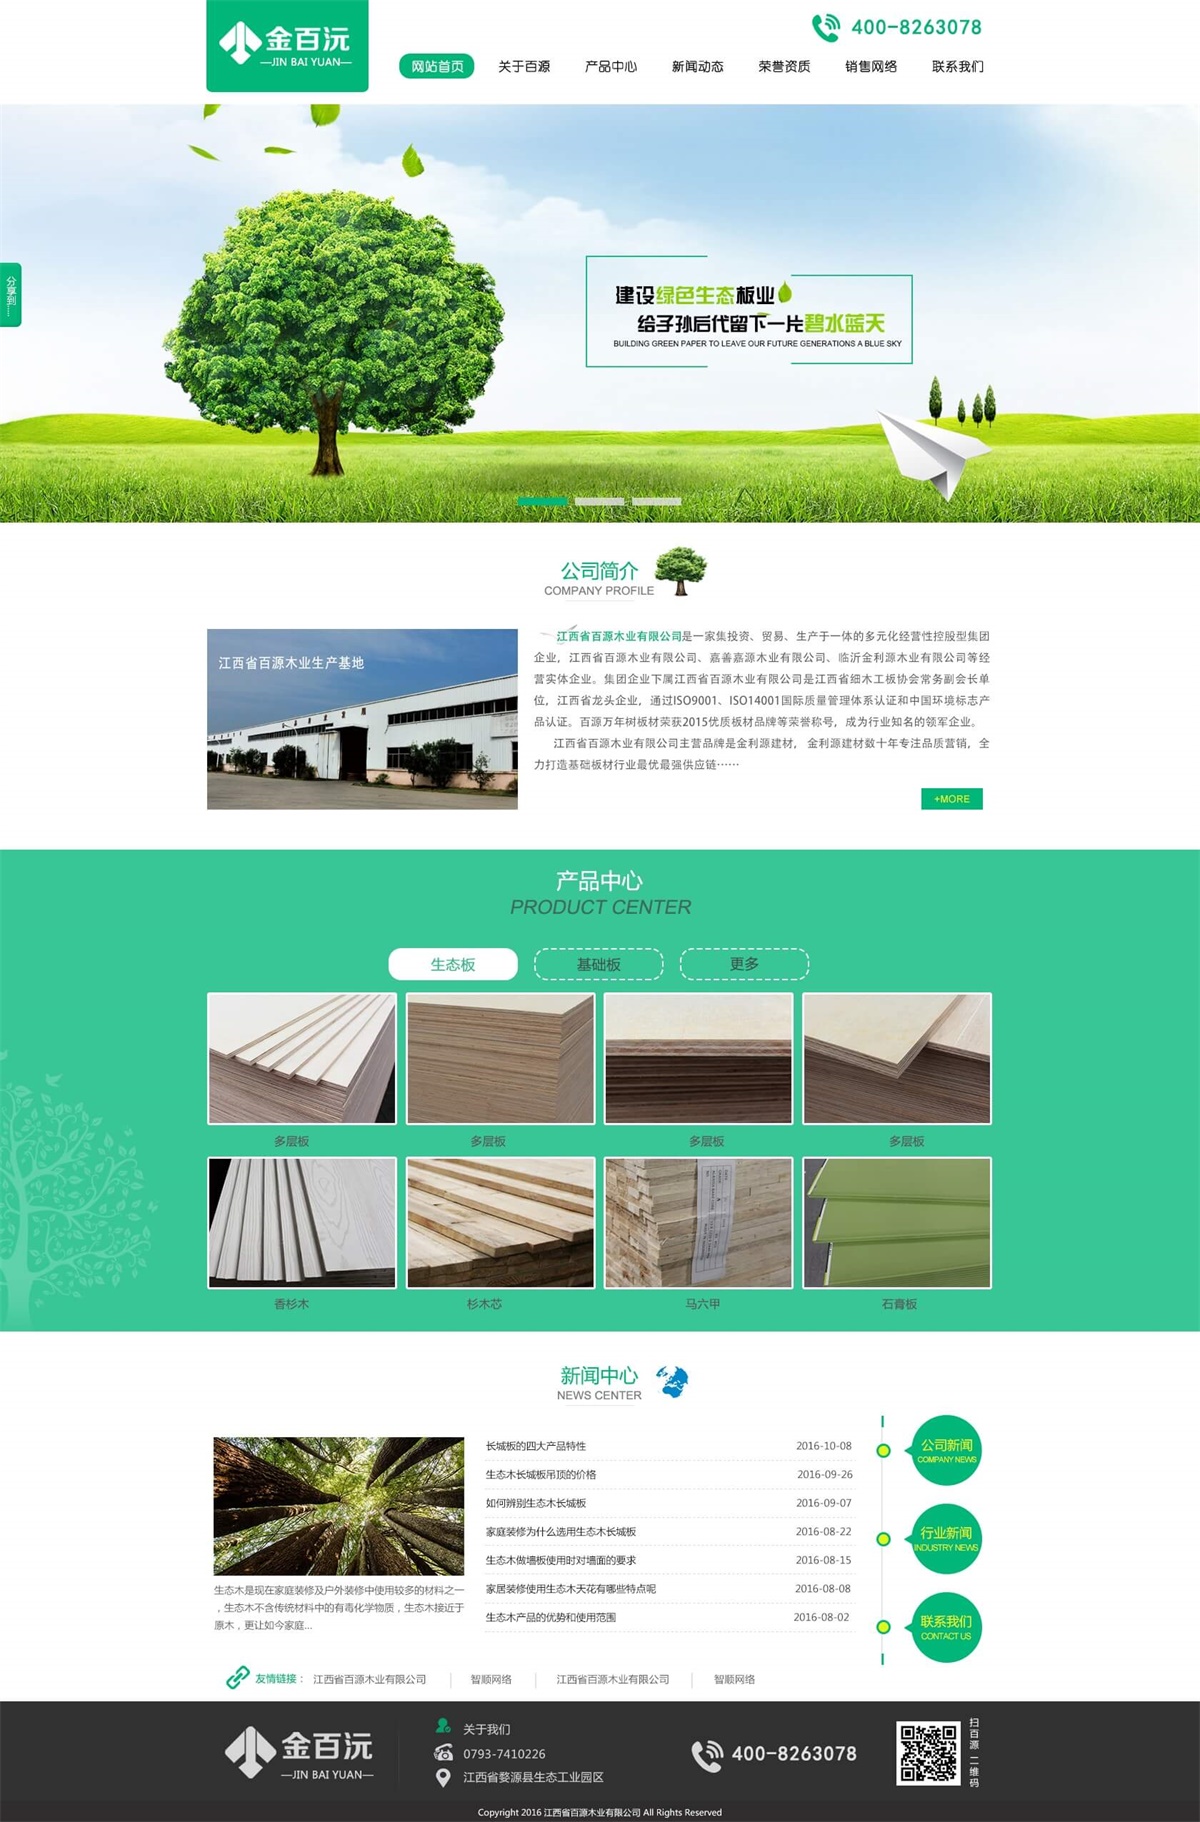 金百沅
JIN BAI YUAN
400-8263078
网站首页 关于百源 产品中心 新闻动态 荣誉资质 销售网络 联系我们
分享到...
建设绿色生态板业
给子孙后代留下一片碧水蓝天
BUILDING GREEN PAPER TO LEAVE OUR FUTURE GENERATIONS A BLUE SKY
公司简介
COMPANY PROFILE
江西省百源木业生产基地
江西省百源木业有限公司是一家集投资、贸易、生产于一体的多元化经营性控股型集团
企业，江西省百源木业有限公司、嘉善嘉源木业有限公司、临沂金利源木业有限公司等经
营实体企业。集团企业下属江西省百源木业有限公司是江西省细木工板协会常务副会长单
位，江西省龙头企业，通过ISO9001、ISO14001国际质量管理体系认证和中国环境标志产
品认证。百源万年树板材荣获2015优质板材品牌等荣誉称号，成为行业知名的领军企业。
江西省百源木业有限公司主营品牌是金利源建材， 金利源建材数十年专注品质营销，全
力打造基础板材行业最优最强供应链……
+MORE
产品中心
PRODUCT CENTER
生态板 基础板 更多
多层板 多层板 多层板 多层板
香杉木 杉木芯 马六甲 石膏板
新闻中心
NEWS CENTER
长城板的四大产品特性 2016-10-08
生态木长城板吊顶的价格 2016-09-26
如何辨别生态木长城板 2016-09-07
家庭装修为什么选用生态木长城板 2016-08-22
生态木做墙板使用时对墙面的要求 2016-08-15
家居装修使用生态木天花有哪些特点呢 2016-08-08
生态木产品的优势和使用范围 2016-08-02
生态木是现在家庭装修及户外装修中使用较多的材料之一
，生态木不含传统材料中的有毒化学物质，生态木接近于
原木，更让如今家庭...
公司新闻
COMPANY NEWS
行业新闻
INDUSTRY NEWS
联系我们
CONTACT US
友情链接： 江西省百源木业有限公司 智顺网络 江西省百源木业有限公司 智顺网络
金百沅
JIN BAI YUAN
关于我们
0793-7410226
江西省婺源县生态工业园区
400-8263078
扫百源 二维码
Copyright 2016 江西省百源木业有限公司 All Rights Reserved